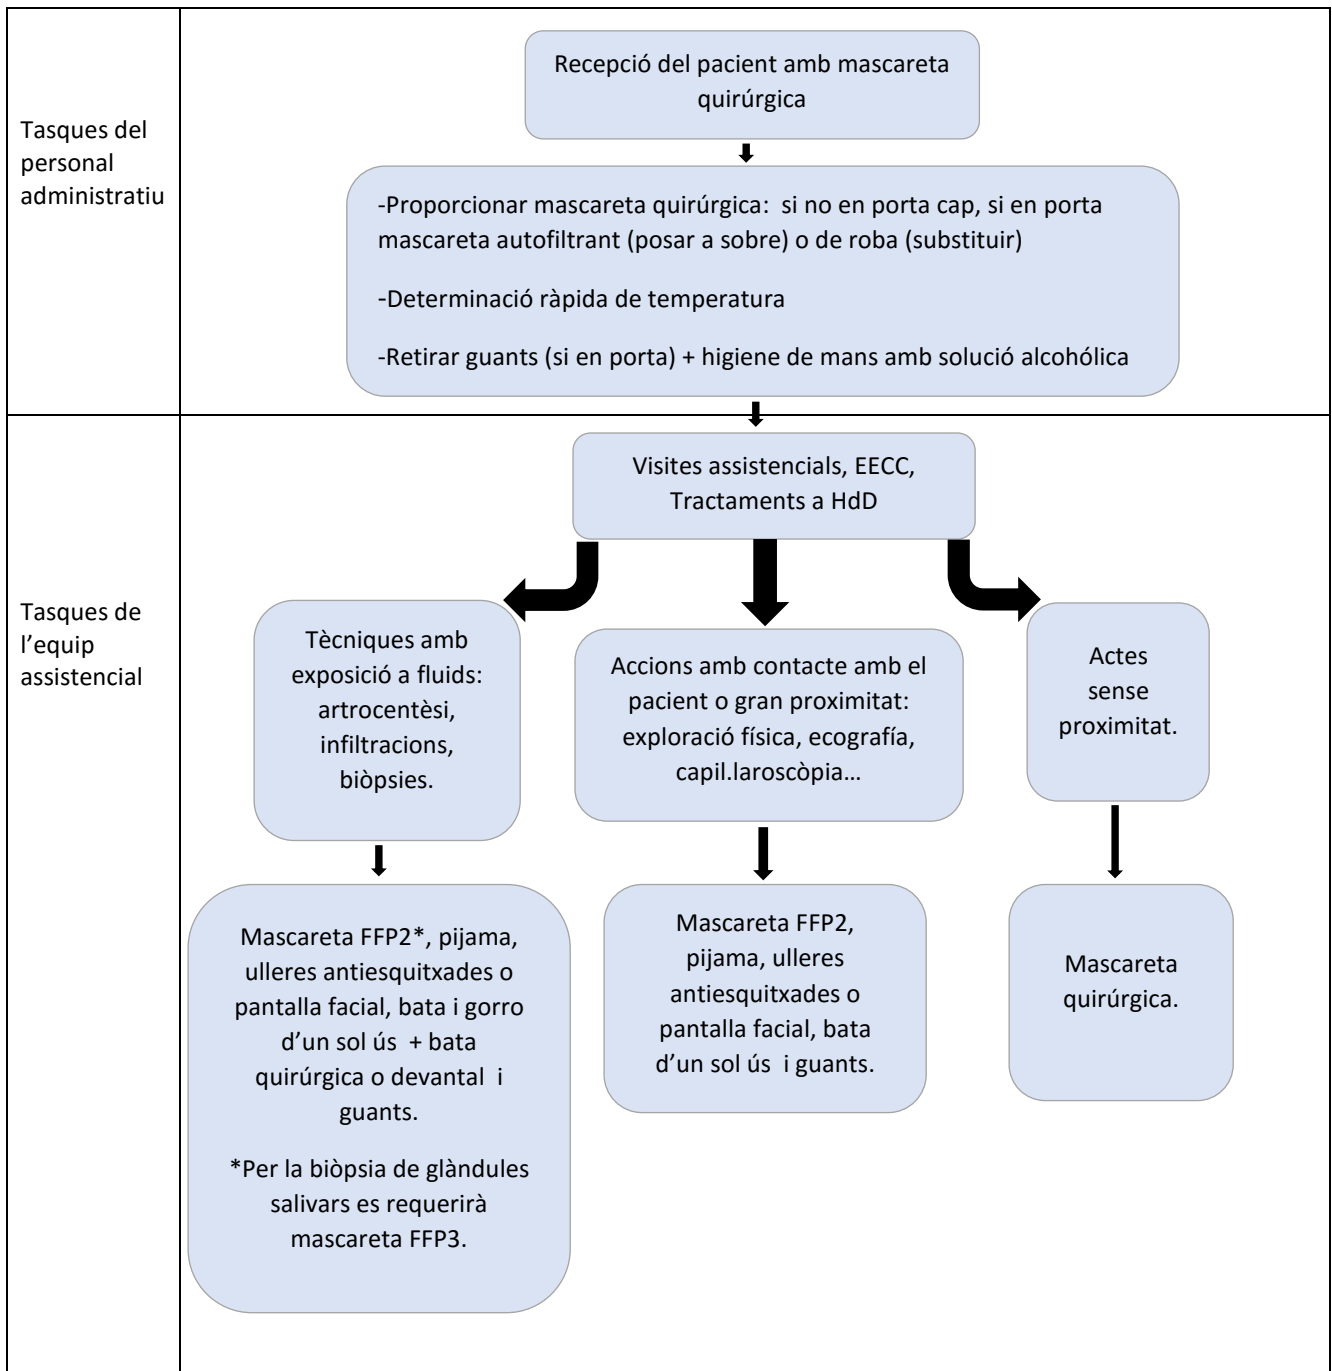 Tasques del
personal
administratiu
Recepció del pacient amb mascareta
quirúrgica
-Proporcionar mascareta quirúrgica:  si no en porta cap, si en porta
mascareta autofiltrant (posar a sobre) o de roba (substituir)
-Determinació ràpida de temperatura
-Retirar guants (si en porta) + higiene de mans amb solució alcohólica
Tasques de
l’equip
assistencial
Visites assistencials, EECC,
Tractaments a HdD
Tècniques amb
exposició a fluids:
artrocentèsi,
infiltracions,
biòpsies.
Accions amb contacte amb el
pacient o gran proximitat:
exploració física, ecografía,
capil.laroscòpia...
Actes
sense
proximitat.
Mascareta FFP2*, pijama,
ulleres antiesquitxades o
pantalla facial, bata i gorro
d’un sol ús  + bata
quirúrgica o devantal  i
guants.
*Per la biòpsia de glàndules
salivars es requerirà
mascareta FFP3.
Mascareta FFP2,
pijama, ulleres
antiesquitxades o
pantalla facial, bata
d’un sol ús  i guants.
Mascareta
quirúrgica.